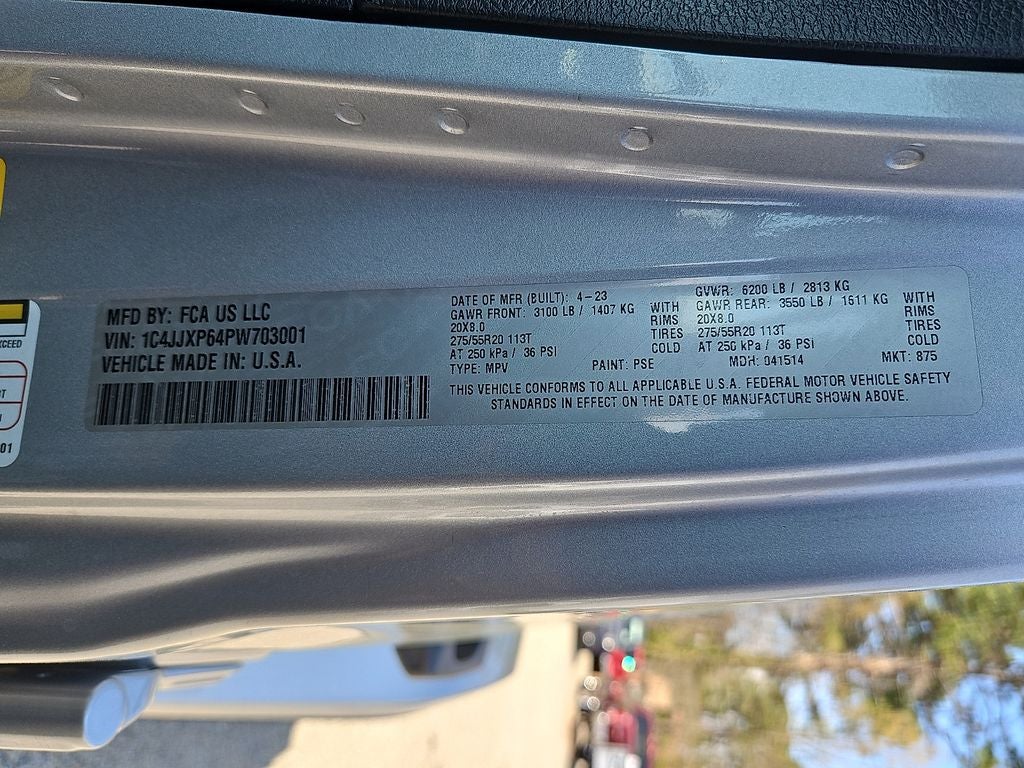 MFD BY: FCA US LLC
VIN: 1C4JJXP64PW703001
VEHICLE MADE IN: U.S.A.
DATE OF MFR (BUILT): 4-23
GAWR FRONT: 3100 LB / 1407 KG WITH
20X8.0 RIMS
275/55R20 113T TIRES
AT 250 kPa / 36 PSI COLD
TYPE: MPV PAINT: PSE
GVWR: 6200 LB / 2813 KG
GAWR REAR: 3550 LB / 1611 KG WITH
20X8.0 RIMS
275/55R20 113T TIRES
AT 250 kPa / 36 PSI COLD
MDH: 041514 MKT: 875
THIS VEHICLE CONFORMS TO ALL APPLICABLE U.S.A. FEDERAL MOTOR VEHICLE SAFETY
STANDARDS IN EFFECT ON THE DATE OF MANUFACTURE SHOWN ABOVE.
XCEED
01